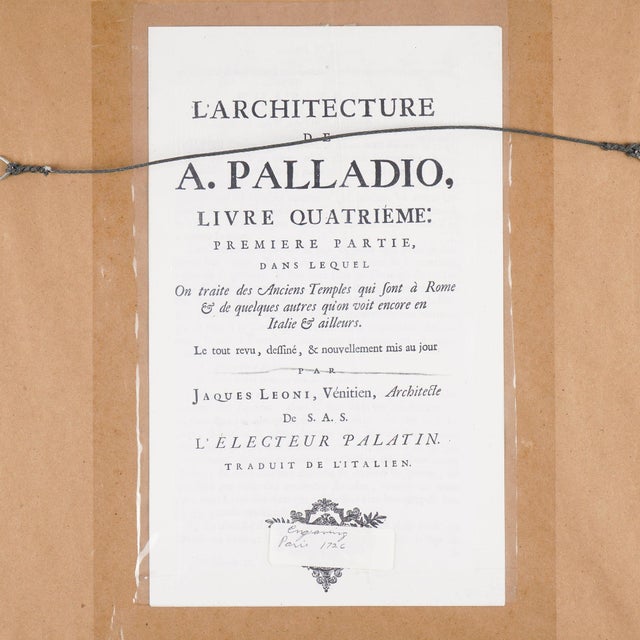 L'ARCHITECTURE
DE
A. PALLADIO,
LIVRE QUATRIEME:
PREMIERE PARTIE,
DANS LEQUEL
On traite des Anciens Temples qui ſont à Rome
& de quelques autres qu'on voit encore en
Italie & ailleurs.
Le tout revu, deſſiné, & nouvellement mis au jour
PAR
JAQUES LEONI, Vénitien, Architecte
De S. A. S.
L'ÉLECTEUR PALATIN.
TRADUIT DE L'ITALIEN.
Engraving
Paris 1726